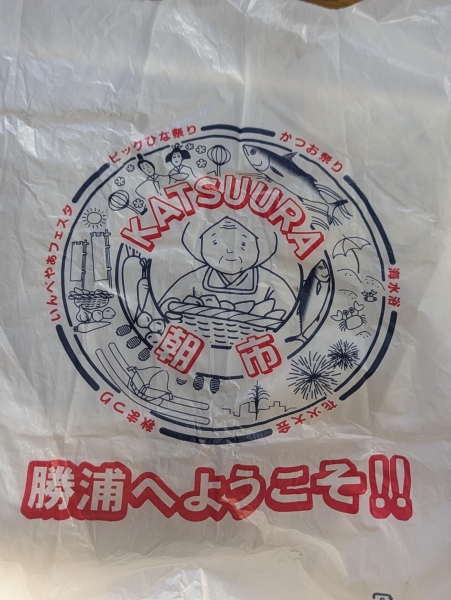 ビッグひな祭り
かつお祭り
海水浴
花火大会
秋まつり
いんべやあフェスタ
KATSUURA
朝市
勝浦へようこそ!!